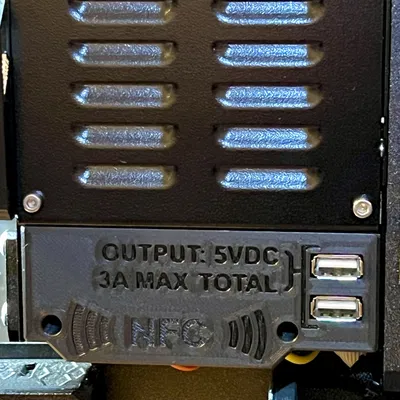 OUTPUT: 5VDC
3A MAX TOTAL
NFC